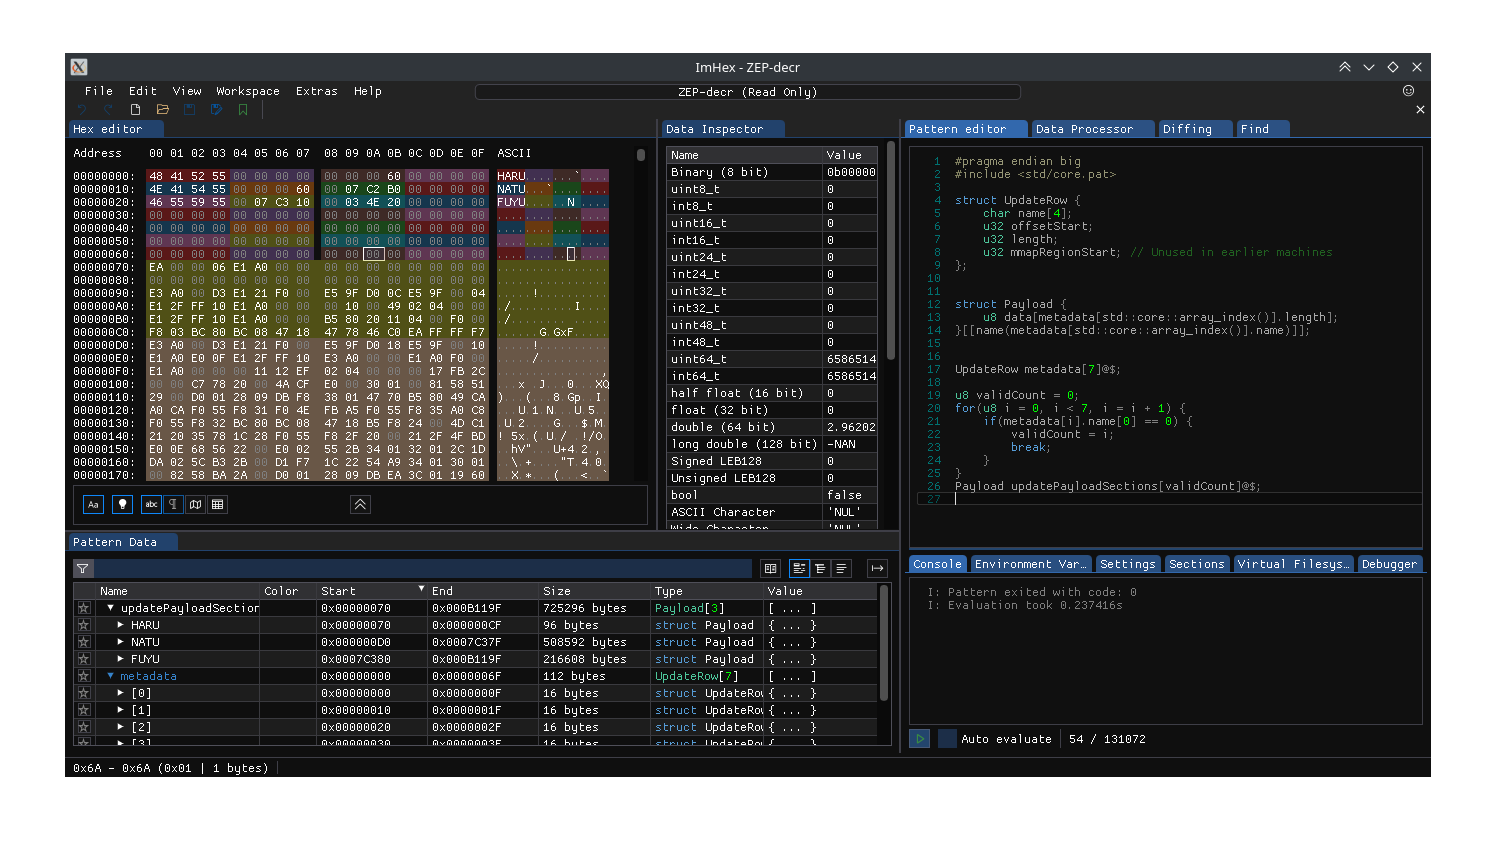 ImHex - ZEP-decr
File Edit View Workspace Extras Help
ZEP-decr (Read Only)
Hex editor
Address 00 01 02 03 04 05 06 07 08 09 0A 0B 0C 0D 0E 0F ASCII
00000000: 48 41 52 55 00 00 00 00 00 00 00 60 00 00 00 00 HARU.......`....
00000010: 4E 41 54 55 00 00 00 60 00 07 C2 B0 00 00 00 00 NATU...`........
00000020: 46 55 59 55 00 07 C3 10 00 03 4E 20 00 00 00 00 FUYU......N ....
00000030: 00 00 00 00 00 00 00 00 00 00 00 00 00 00 00 00 ................
00000040: 00 00 00 00 00 00 00 00 00 00 00 00 00 00 00 00 ................
00000050: 00 00 00 00 00 00 00 00 00 00 00 00 00 00 00 00 ................
00000060: 00 00 00 00 00 00 00 00 00 00 00 00 00 00 00 00 ................
00000070: EA 00 00 06 E1 A0 00 00 00 00 00 00 00 00 00 00 ................
00000080: 00 00 00 00 00 00 00 00 00 00 00 00 00 00 00 00 ................
00000090: E3 A0 00 D3 E1 21 F0 00 E5 9F D0 0C E5 9F 00 04 .....!..........
000000A0: E1 2F FF 10 E1 A0 00 00 00 10 00 49 02 04 00 00 ./.........I....
000000B0: E1 2F FF 10 E1 A0 00 00 B5 80 20 11 04 00 F0 00 ./........ .....
000000C0: F8 03 BC 80 BC 08 47 18 47 78 46 C0 EA FF FF F7 ......G.GxF.....
000000D0: E3 A0 00 D3 E1 21 F0 00 E5 9F D0 18 E5 9F 00 10 .....!..........
000000E0: E1 A0 E0 0F E1 2F FF 10 E3 A0 00 00 E1 A0 F0 00 ...../..........
000000F0: E1 A0 00 00 00 11 12 EF 02 04 00 00 00 17 FB 2C ...............,
00000100: 00 00 C7 78 20 00 4A CF E0 00 30 01 00 81 58 51 ...x .J...0...XQ
00000110: 29 00 D0 01 28 09 DB F8 38 01 47 70 B5 80 49 CA )...(...8.Gp..I.
00000120: A0 CA F0 55 F8 31 F0 4E FB A5 F0 55 F8 35 A0 C8 ...U.1.N...U.5..
00000130: F0 55 F8 32 BC 80 BC 08 47 18 B5 F8 24 00 4D C1 .U.2....G...$.M.
00000140: 21 20 35 78 1C 28 F0 55 F8 2F 20 00 21 2F 4F BD ! 5x.(.U./ .!/O.
00000150: E0 0E 68 56 22 00 E0 02 55 2B 34 01 32 01 2C 1D ..hV"...U+4.2.,.
00000160: DA 02 5C B3 2B 00 D1 F7 1C 22 54 A9 34 01 30 01 ..\.+...."T.4.0.
00000170: 00 82 58 BA 2A 00 D0 01 28 09 DB EA 3C 01 19 60 ..X.*...(...<..`
Aa abc ¶
Data Inspector
Name Value
Binary (8 bit) 0b00000
uint8_t 0
int8_t 0
uint16_t 0
int16_t 0
uint24_t 0
int24_t 0
uint32_t 0
int32_t 0
uint48_t 0
int48_t 0
uint64_t 6586514
int64_t 6586514
half float (16 bit) 0
float (32 bit) 0
double (64 bit) 2.96202
long double (128 bit) -NAN
Signed LEB128 0
Unsigned LEB128 0
bool false
ASCII Character 'NUL'
Wide Character 'NUL'
Pattern Data
Name Color Start End Size Type Value
updatePayloadSection 0x00000070 0x000B119F 725296 bytes Payload[3] [ ... ]
HARU 0x00000070 0x000000CF 96 bytes struct Payload { ... }
NATU 0x000000D0 0x0007C37F 508592 bytes struct Payload { ... }
FUYU 0x0007C380 0x000B119F 216608 bytes struct Payload { ... }
metadata 0x00000000 0x0000006F 112 bytes UpdateRow[7] [ ... ]
[0] 0x00000000 0x0000000F 16 bytes struct UpdateRow { ... }
[1] 0x00000010 0x0000001F 16 bytes struct UpdateRow { ... }
[2] 0x00000020 0x0000002F 16 bytes struct UpdateRow { ... }
[3] 0x00000030 0x0000003F 16 bytes struct UpdateRow { ... }
0x6A - 0x6A (0x01 | 1 bytes)
Pattern editor Data Processor Diffing Find
1 #pragma endian big
2 #include <std/core.pat>
3
4 struct UpdateRow {
5 char name[4];
6 u32 offsetStart;
7 u32 length;
8 u32 mmapRegionStart; // Unused in earlier machines
9 };
10
11
12 struct Payload {
13 u8 data[metadata[std::core::array_index()].length];
14 }[[name(metadata[std::core::array_index()].name)]];
15
16
17 UpdateRow metadata[7]@$;
18
19 u8 validCount = 0;
20 for(u8 i = 0, i < 7, i = i + 1) {
21 if(metadata[i].name[0] == 0) {
22 validCount = i;
23 break;
24 }
25 }
26 Payload updatePayloadSections[validCount]@$;
27
Console Environment Var… Settings Sections Virtual Filesys… Debugger
I: Pattern exited with code: 0
I: Evaluation took 0.237416s
Auto evaluate 54 / 131072